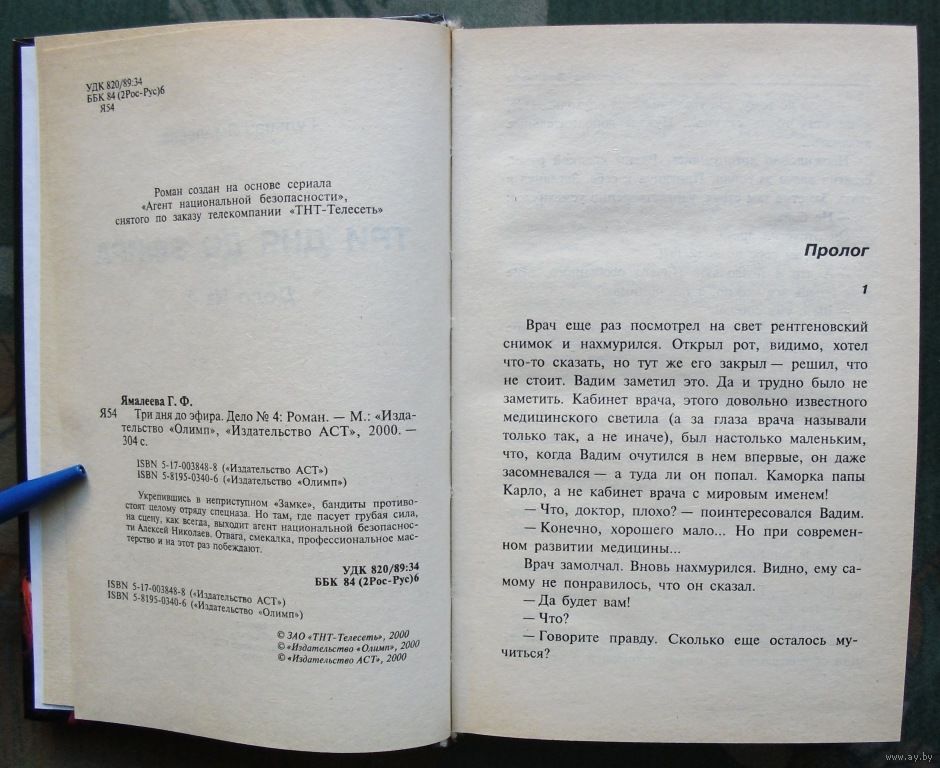 УДК 820/89:34
ББК 84 (2Рос-Рус)6
Я54
Роман создан на основе сериала
«Агент национальной безопасности»,
снятого по заказу телекомпании «ТНТ-Телесеть»
ТРИ ДНЯ ДО ЭФИРА
Ямалеева Г. Ф.
Я54 Три дня до эфира. Дело № 4: Роман. — М.: «Изда-
тельство «Олимп», «Издательство АСТ», 2000. —
304 с.
ISBN 5-17-003848-8 («Издательство АСТ»)
ISBN 5-8195-0340-6 («Издательство «Олимп»)
Укрепившись в неприступном «Замке», бандиты противо-
стоят целому отряду спецназа. Но там, где пасует грубая сила,
на сцену, как всегда, выходит агент национальной безопаснос-
ти Алексей Николаев. Отвага, смекалка, профессиональное мас-
терство и на этот раз побеждают.
УДК 820/89:34
ББК 84 (2Рос-Рус)6
ISBN 5-17-003848-8 («Издательство АСТ»)
ISBN 5-8195-0340-6 («Издательство «Олимп»)
© ЗАО «ТНТ-Телесеть», 2000
© «Издательство «Олимп», 2000
© «Издательство АСТ», 2000
Пролог
1
Врач еще раз посмотрел на свет рентгеновский
снимок и нахмурился. Открыл рот, видимо, хотел
что-то сказать, но тут же его закрыл — решил, что
не стоит. Вадим заметил это. Да и трудно было не
заметить. Кабинет врача, этого довольно известного
медицинского светила (а за глаза врача называли
только так, а не иначе), был настолько маленьким,
что, когда Вадим очутился в нем впервые, он даже
засомневался — а туда ли он попал. Каморка папы
Карло, а не кабинет врача с мировым именем!
— Что, доктор, плохо? — поинтересовался Вадим.
— Конечно, хорошего мало... Но при современ-
ном развитии медицины...
Врач замолчал. Вновь нахмурился. Видно, ему са-
мому не понравилось, что он сказал.
— Да будет вам!
— Что?
— Говорите правду. Сколько еще осталось му-
читься?
www.ay.by